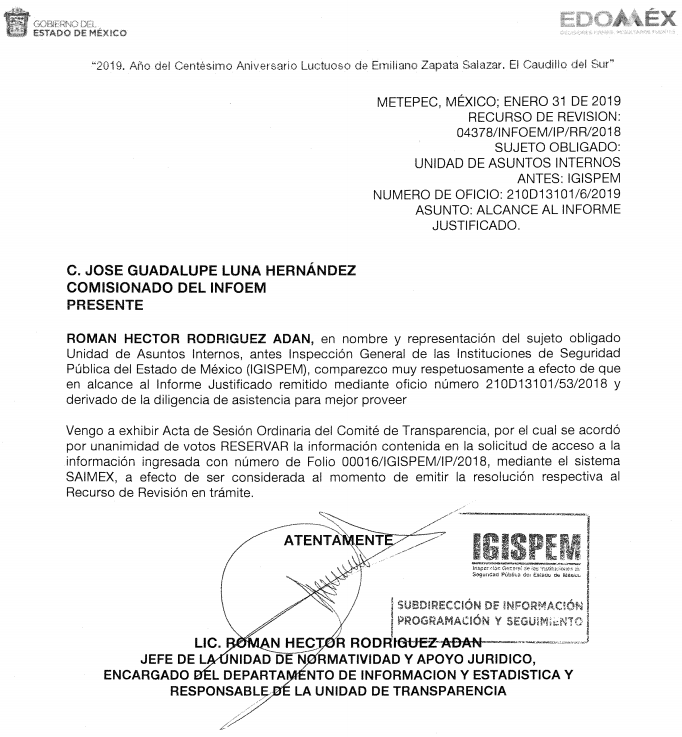 GOBIERNO DEL
ESTADO DE MÉXICO
EDOMÉX
DECISIONES FIRMES, RESULTADOS FUERTES.
"2019. Año del Centésimo Aniversario Luctuoso de Emiliano Zapata Salazar. El Caudillo del Sur"
METEPEC, MÉXICO; ENERO 31 DE 2019
RECURSO DE REVISION:
04378/INFOEM/IP/RR/2018
SUJETO OBLIGADO:
UNIDAD DE ASUNTOS INTERNOS
ANTES: IGISPEM
NUMERO DE OFICIO: 210D13101/6/2019
ASUNTO: ALCANCE AL INFORME
JUSTIFICADO.
C. JOSE GUADALUPE LUNA HERNÁNDEZ
COMISIONADO DEL INFOEM
PRESENTE
ROMAN HECTOR RODRIGUEZ ADAN, en nombre y representación del sujeto obligado
Unidad de Asuntos Internos, antes Inspección General de las Instituciones de Seguridad
Pública del Estado de México (IGISPEM), comparezco muy respetuosamente a efecto de que
en alcance al Informe Justificado remitido mediante oficio número 210D13101/53/2018 y
derivado de la diligencia de asistencia para mejor proveer
Vengo a exhibir Acta de Sesión Ordinaria del Comité de Transparencia, por el cual se acordó
por unanimidad de votos RESERVAR la información contenida en la solicitud de acceso a la
información ingresada con número de Folio 00016/IGISPEM/IP/2018, mediante el sistema
SAIMEX, a efecto de ser considerada al momento de emitir la resolución respectiva al
Recurso de Revisión en trámite.
ATENTAMENTE
IGISPEM
Inspección General de las Instituciones de
Seguridad Pública del Estado de México
SUBDIRECCIÓN DE INFORMACIÓN
PROGRAMACIÓN Y SEGUIMIENTO
LIC. ROMAN HECTOR RODRIGUEZ ADAN
JEFE DE LA UNIDAD DE NORMATIVIDAD Y APOYO JURIDICO,
ENCARGADO DEL DEPARTAMENTO DE INFORMACION Y ESTADISTICA Y
RESPONSABLE DE LA UNIDAD DE TRANSPARENCIA